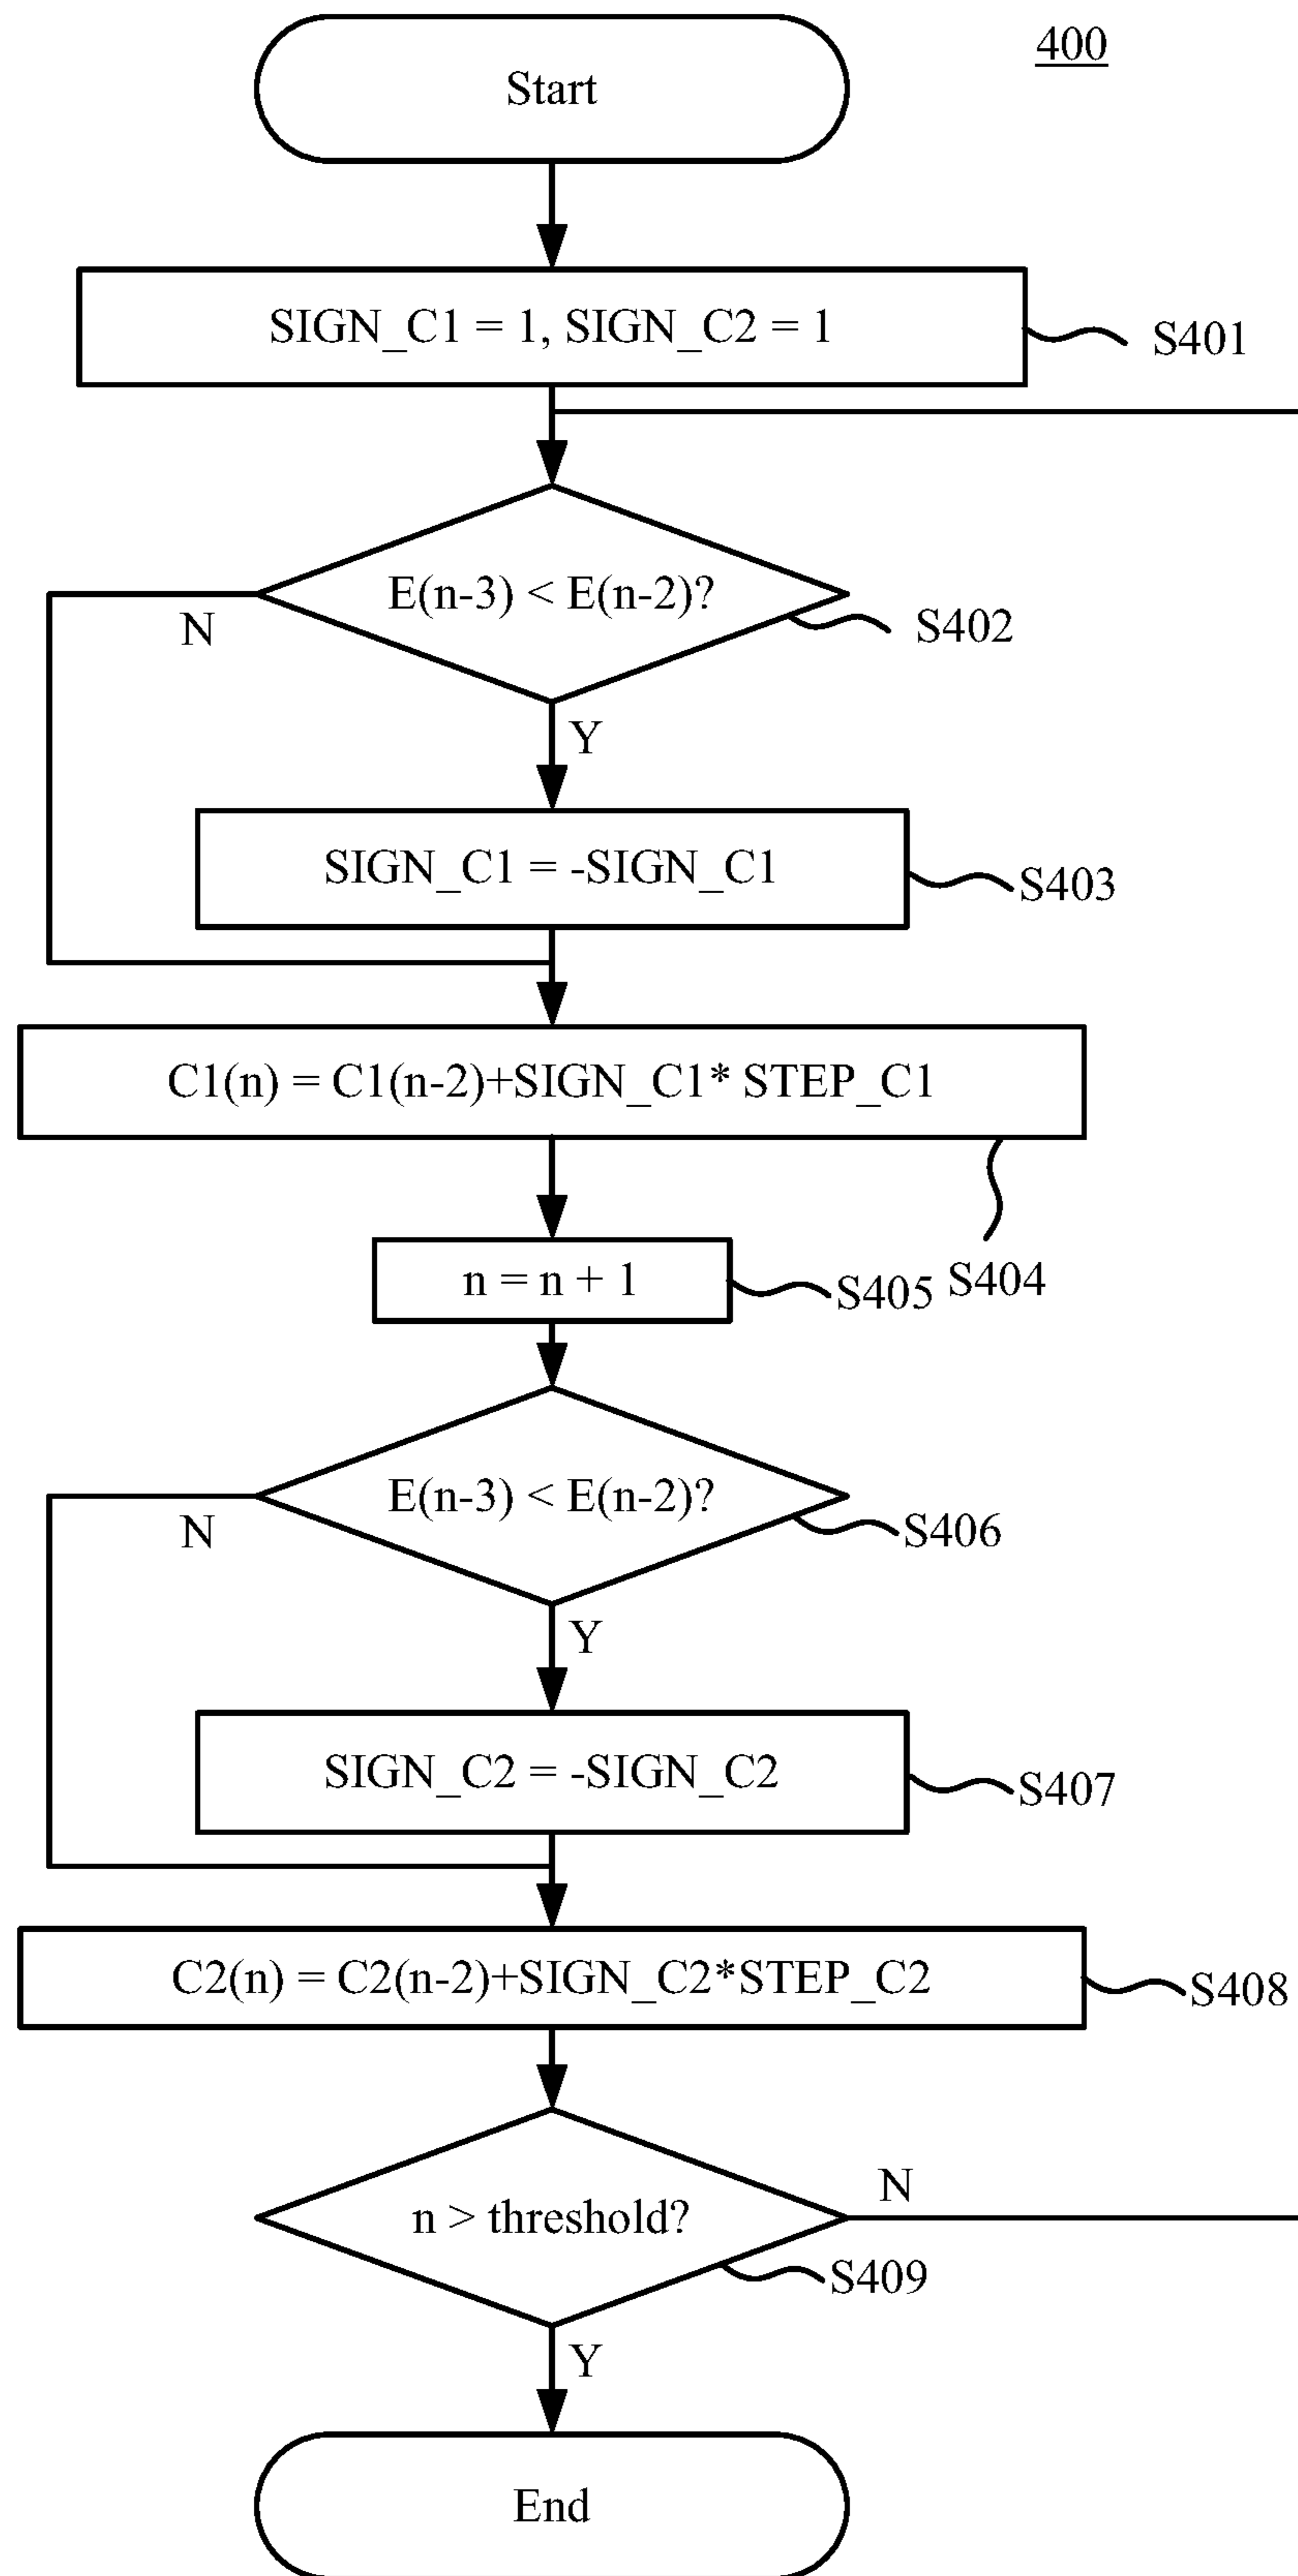 400
Start
SIGN_C1 = 1, SIGN_C2 = 1
S401
E(n-3) < E(n-2)?
S402
N
Y
SIGN_C1 = -SIGN_C1
S403
C1(n) = C1(n-2)+SIGN_C1* STEP_C1
S404
n = n + 1
S405
E(n-3) < E(n-2)?
S406
N
Y
SIGN_C2 = -SIGN_C2
S407
C2(n) = C2(n-2)+SIGN_C2*STEP_C2
S408
n > threshold?
N
S409
Y
End